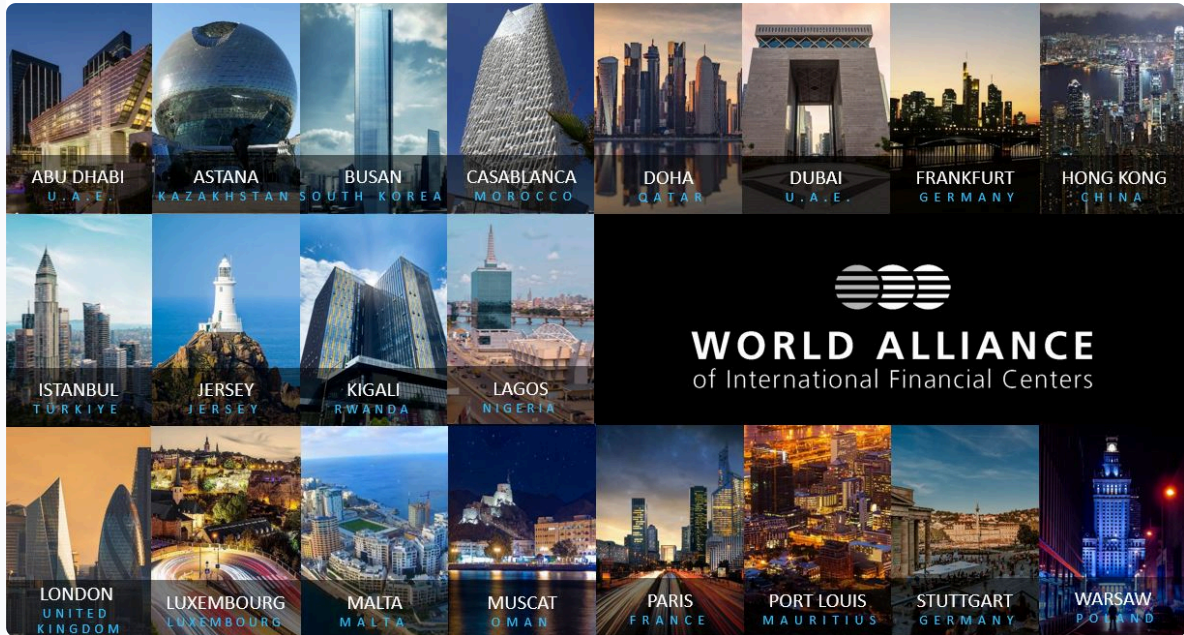 ABU DHABI
U.A.E.
ASTANA
KAZAKHSTAN
BUSAN
SOUTH KOREA
CASABLANCA
MOROCCO
DOHA
QATAR
DUBAI
U.A.E.
FRANKFURT
GERMANY
HONG KONG
CHINA
ISTANBUL
TÜRKIYE
JERSEY
JERSEY
KIGALI
RWANDA
LAGOS
NIGERIA
WORLD ALLIANCE
of International Financial Centers
LONDON
UNITED
KINGDOM
LUXEMBOURG
LUXEMBOURG
MALTA
MALTA
MUSCAT
OMAN
PARIS
FRANCE
PORT LOUIS
MAURITIUS
STUTTGART
GERMANY
WARSAW
POLAND